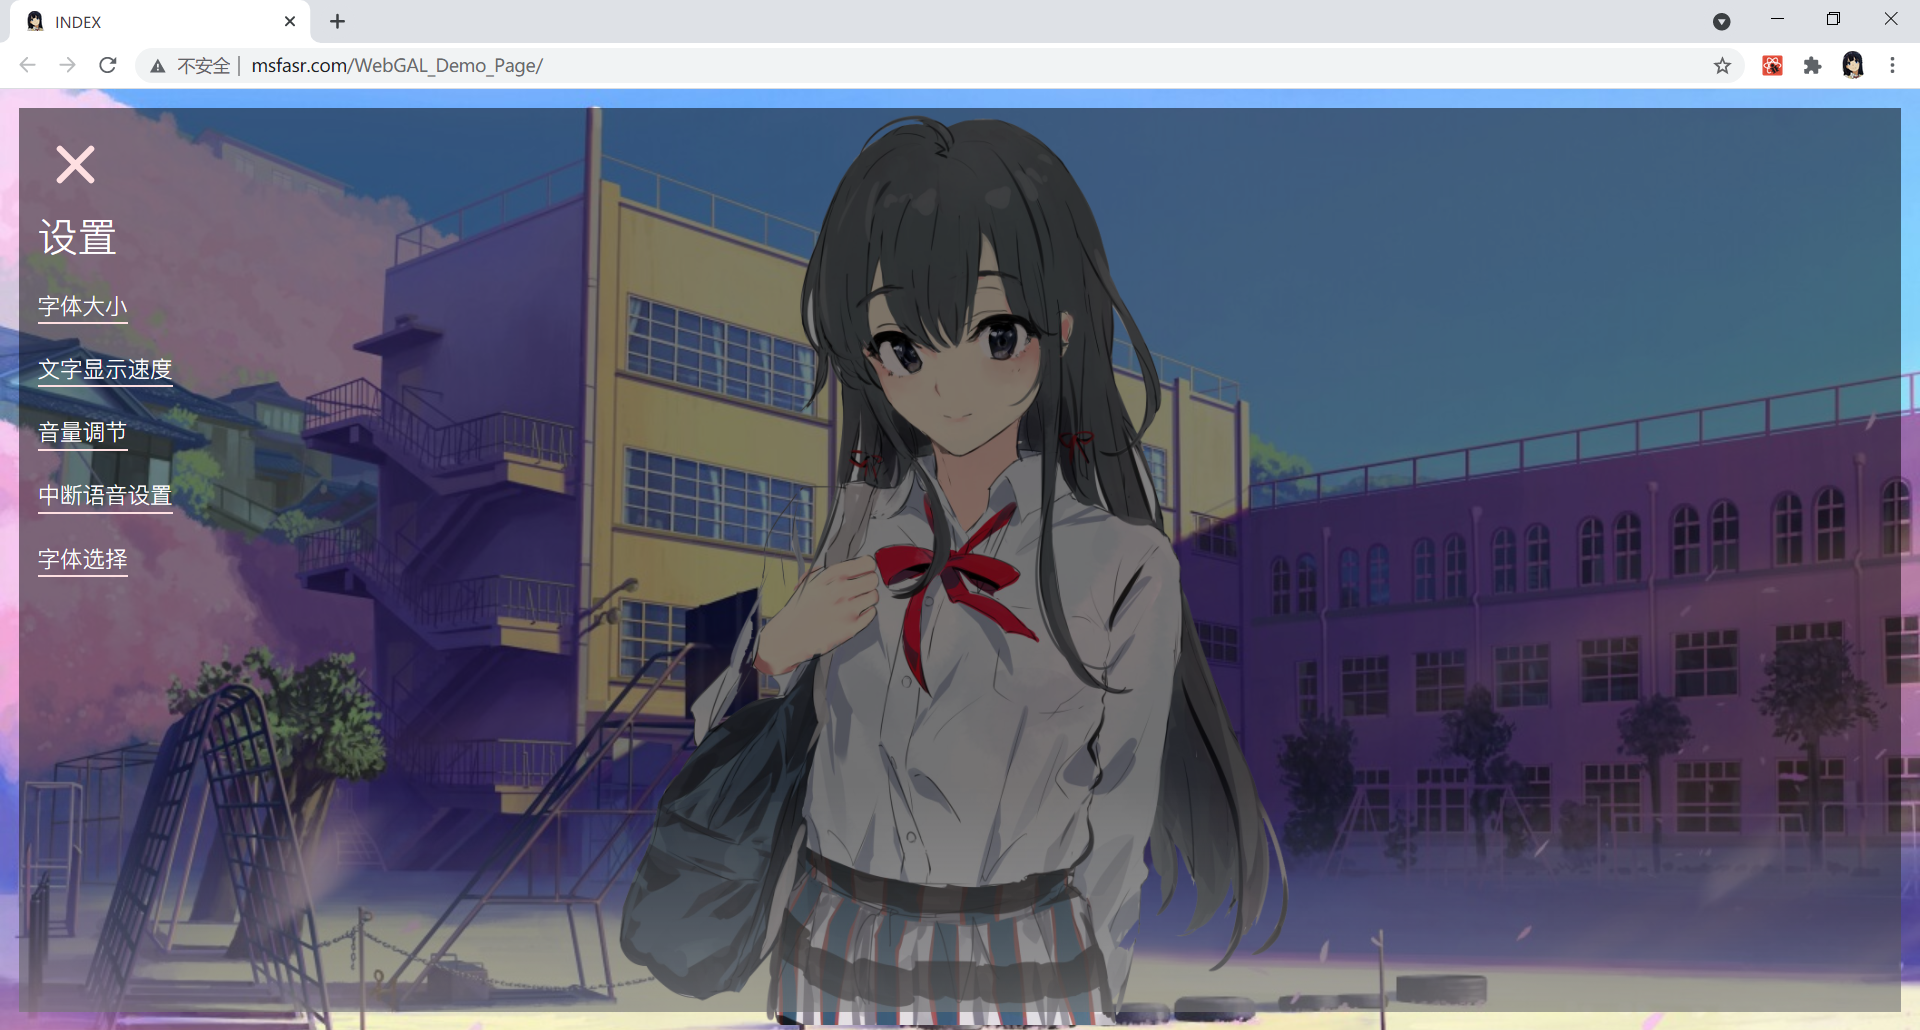 INDEX
不安全 | msfasr.com/WebGAL_Demo_Page/
设置
字体大小
文字显示速度
音量调节
中断语音设置
字体选择